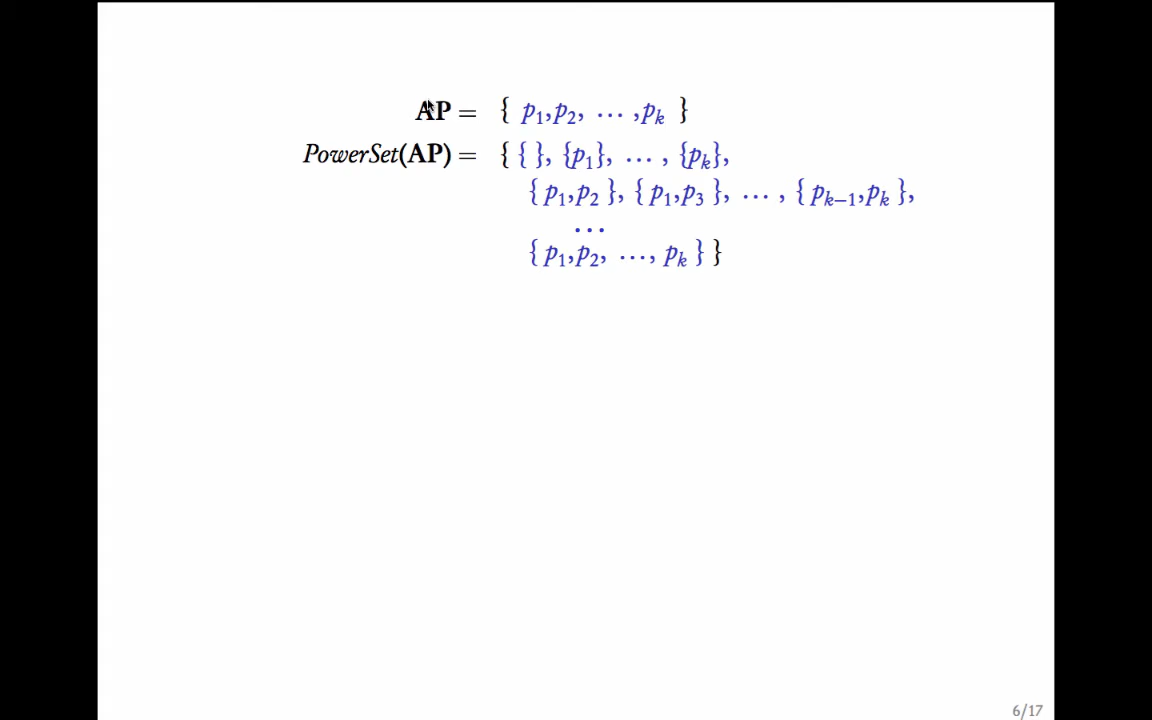 AP = { p₁,p₂, … ,pₖ }
PowerSet(AP) = { { }, {p₁}, … , {pₖ},
{ p₁,p₂ }, { p₁,p₃ }, … , { pₖ₋₁,pₖ },
…
{ p₁,p₂, …, pₖ } }
6/17